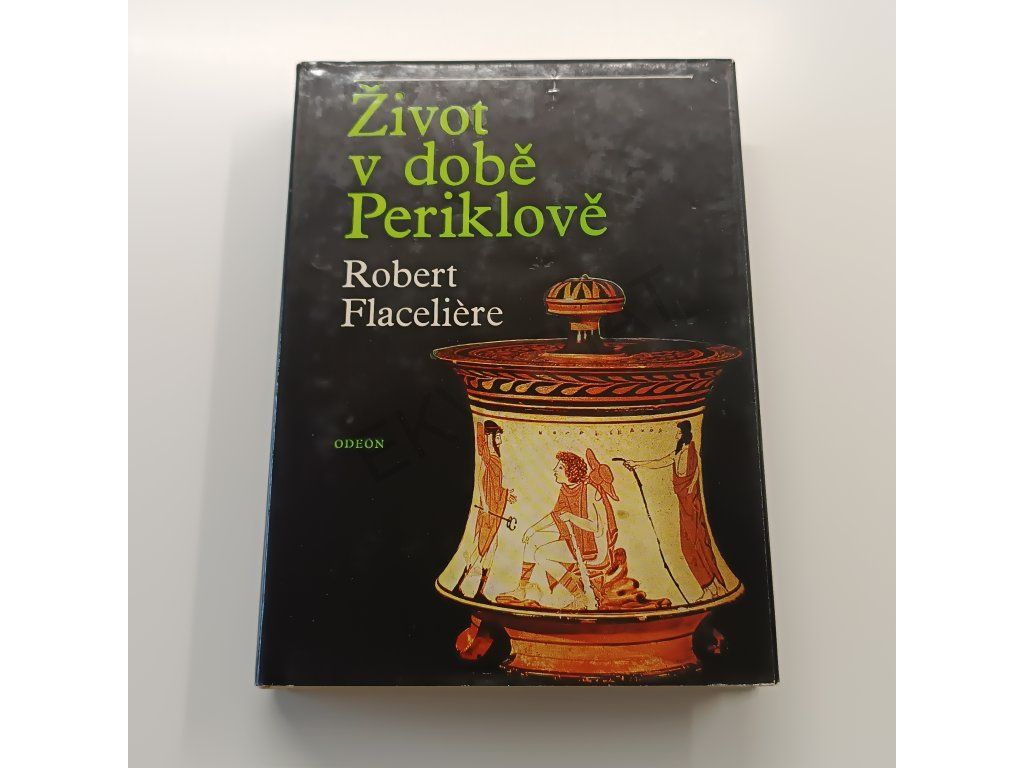 Život
v době
Periklově
Robert
Flacelière
ODEON